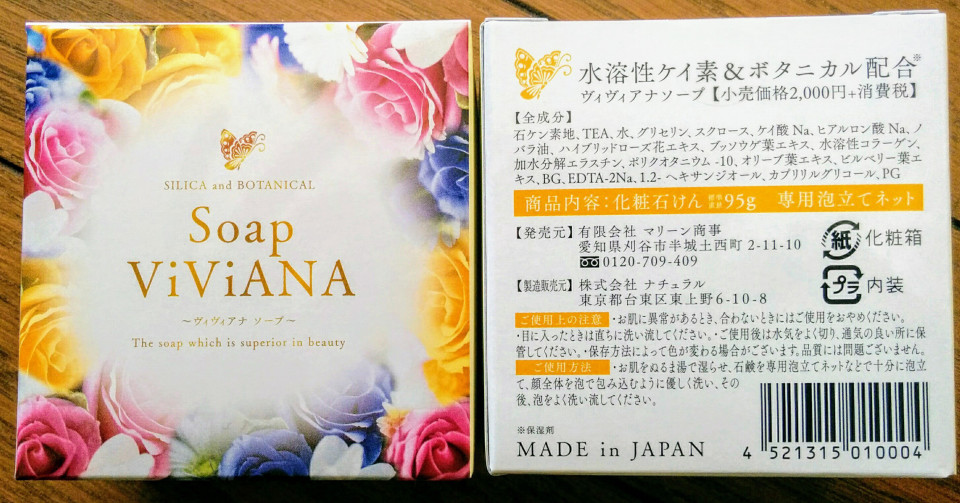 SILICA and BOTANICAL
Soap
ViViANA
～ヴィヴィアナ ソープ～
The soap which is superior in beauty
水溶性ケイ素&ボタニカル配合※
ヴィヴィアナソープ【小売価格2,000円+消費税】
【全成分】
石ケン素地、TEA、水、グリセリン、スクロース、ケイ酸Na、ヒアルロン酸Na、ノ
バラ油、ハイブリッドローズ花エキス、ブッソウゲ葉エキス、水溶性コラーゲン、
加水分解エラスチン、ポリクオタニウム-10、オリーブ葉エキス、ビルベリー葉エ
キス、BG、EDTA-2Na、1.2-ヘキサンジオール、カプリリルグリコール、PG
商品内容:化粧石けん 標準重量95g 専用泡立てネット
【発売元】有限会社 マリーン商事
愛知県刈谷市半城土西町2-11-10
0120-709-409
【製造販売元】株式会社 ナチュラル
東京都台東区東上野6-10-8
紙 化粧箱
プラ 内装
ご使用上の注意 ・お肌に異常があるとき、合わないときにはご使用をおやめください。
・目に入ったときは直ちに洗い流してください。・ご使用後は水気をよく切り、通気の良い所に保
管してください。・保存方法によって色が変わる場合がございます。品質には問題ございません。
ご使用方法 ・お肌をぬるま湯で湿らせ、石鹸を専用泡立てネットなどで十分に泡立
て、顔全体を泡で包み込むように優しく洗い、その
後、泡をよく洗い流してください。
※保湿剤
MADE in JAPAN
4 521315 010004